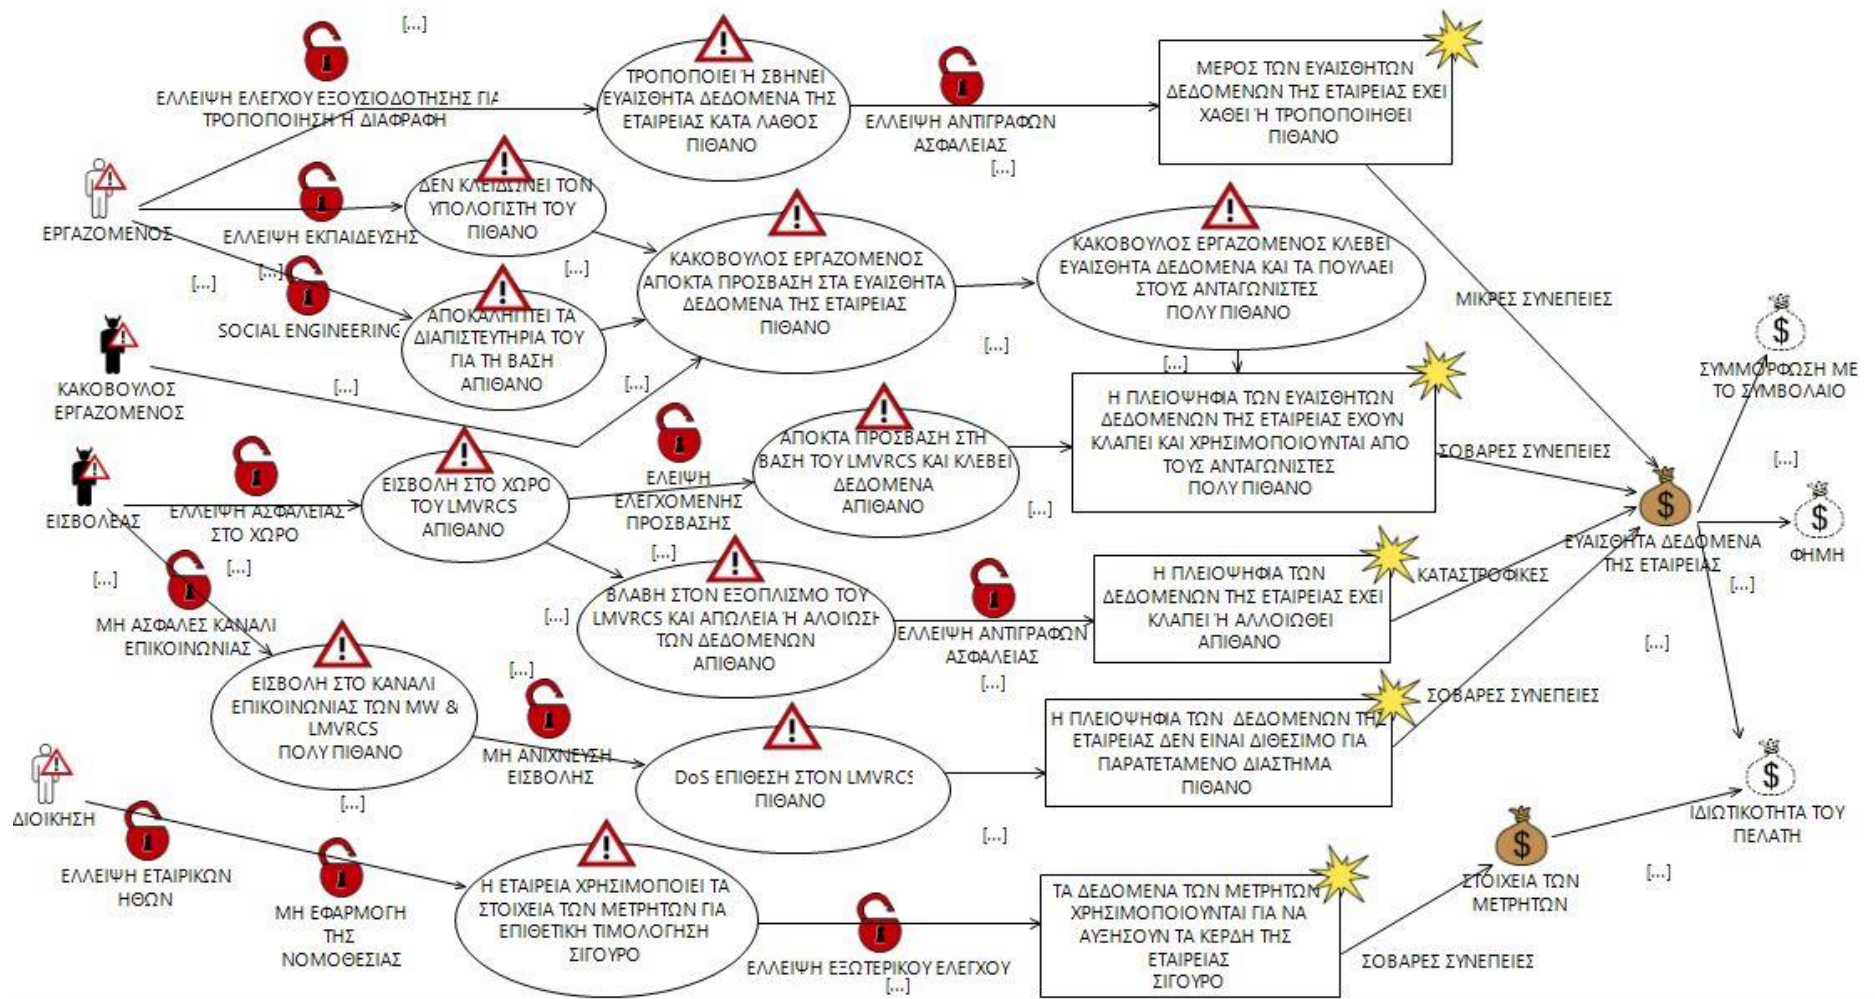 [...]
ΕΛΛΕΙΨΗ ΕΛΕΓΧΟΥ ΕΞΟΥΣΙΟΔΟΤΗΣΗΣ ΓΙΑ
ΤΡΟΠΟΠΟΙΗΣΗ Η ΔΙΑΦΡΑΦΗ
ΤΡΟΠΟΠΟΙΕΙ Ή ΣΒΗΝΕΙ
ΕΥΑΙΣΘΗΤΑ ΔΕΔΟΜΕΝΑ ΤΗΣ
ΕΤΑΙΡΕΙΑΣ ΚΑΤΑ ΛΑΘΟΣ
ΠΙΘΑΝΟ
ΕΛΛΕΙΨΗ ΑΝΤΙΓΡΑΦΩΝ
ΑΣΦΑΛΕΙΑΣ
[...]
ΜΕΡΟΣ ΤΩΝ ΕΥΑΙΣΘΗΤΩΝ
ΔΕΔΟΜΕΝΩΝ ΤΗΣ ΕΤΑΙΡΕΙΑΣ ΕΧΕΙ
ΧΑΘΕΙ Ή ΤΡΟΠΟΠΟΙΗΘΕΙ
ΠΙΘΑΝΟ
ΕΡΓΑΖΟΜΕΝΟΣ
ΕΛΛΕΙΨΗ ΕΚΠΑΙΔΕΥΣΗΣ
ΔΕΝ ΚΛΕΙΔΩΝΕΙ ΤΟΝ
ΥΠΟΛΟΓΙΣΤΗ ΤΟΥ
ΠΙΘΑΝΟ
[...]
[...]
[...]
SOCIAL ENGINEERING
ΑΠΟΚΑΛΗΠΤΕΙ ΤΑ
ΔΙΑΠΙΣΤΕΥΤΗΡΙΑ ΤΟΥ
ΓΙΑ ΤΗ ΒΑΣΗ
ΑΠΙΘΑΝΟ
ΚΑΚΟΒΟΥΛΟΣ ΕΡΓΑΖΟΜΕΝΟΣ
ΑΠΟΚΤΑ ΠΡΟΣΒΑΣΗ ΣΤΑ ΕΥΑΙΣΘΗΤΑ
ΔΕΔΟΜΕΝΑ ΤΗΣ ΕΤΑΙΡΕΙΑΣ
ΠΙΘΑΝΟ
ΚΑΚΟΒΟΥΛΟΣ ΕΡΓΑΖΟΜΕΝΟΣ ΚΛΕΒΕΙ
ΕΥΑΙΣΘΗΤΑ ΔΕΔΟΜΕΝΑ ΚΑΙ ΤΑ ΠΟΥΛΑΕΙ
ΣΤΟΥΣ ΑΝΤΑΓΩΝΙΣΤΕΣ
ΠΟΛΥ ΠΙΘΑΝΟ
ΜΙΚΡΕΣ ΣΥΝΕΠΕΙΕΣ
[...]
[...]
ΚΑΚΟΒΟΥΛΟΣ
ΕΡΓΑΖΟΜΕΝΟΣ
[...]
[...]
ΣΥΜΜΟΡΦΩΣΗ ΜΕ
ΤΟ ΣΥΜΒΟΛΑΙΟ
Η ΠΛΕΙΟΨΗΦΙΑ ΤΩΝ ΕΥΑΙΣΘΗΤΩΝ
ΔΕΔΟΜΕΝΩΝ ΤΗΣ ΕΤΑΙΡΕΙΑΣ ΕΧΟΥΝ
ΚΛΑΠΕΙ ΚΑΙ ΧΡΗΣΙΜΟΠΟΙΟΥΝΤΑΙ ΑΠΟ
ΤΟΥΣ ΑΝΤΑΓΩΝΙΣΤΕΣ
ΠΟΛΥ ΠΙΘΑΝΟ
ΣΟΒΑΡΕΣ ΣΥΝΕΠΕΙΕΣ
[...]
ΕΙΣΒΟΛΕΑΣ
ΕΛΛΕΙΨΗ ΑΣΦΑΛΕΙΑΣ
ΣΤΟ ΧΩΡΟ
[...]
ΕΙΣΒΟΛΗ ΣΤΟ ΧΩΡΟ
ΤΟΥ LMVRCS
ΑΠΙΘΑΝΟ
ΕΛΕΙΨΗ
ΕΛΕΓΧΟΜΕΝΗΣ
ΠΡΟΣΒΑΣΗΣ
[...]
ΑΠΟΚΤΑ ΠΡΟΣΒΑΣΗ ΣΤΗ
ΒΑΣΗ ΤΟΥ LMVRCS ΚΑΙ ΚΛΕΒΕΙ
ΔΕΔΟΜΕΝΑ
ΑΠΙΘΑΝΟ
[...]
ΕΥΑΙΣΘΗΤΑ ΔΕΔΟΜΕΝΑ
ΤΗΣ ΕΤΑΙΡΕΙΑΣ
ΦΗΜΗ
[...]
[...]
ΜΗ ΑΣΦΑΛΕΣ ΚΑΝΑΛΙ
ΕΠΙΚΟΙΝΩΝΙΑΣ
[...]
ΒΛΑΒΗ ΣΤΟΝ ΕΞΟΠΛΙΣΜΟ ΤΟΥ
LMVRCS ΚΑΙ ΑΠΩΛΕΙΑ Ή ΑΛΟΙΩΣΗ
ΤΩΝ ΔΕΔΟΜΕΝΩΝ
ΑΠΙΘΑΝΟ
ΕΛΛΕΙΨΗ ΑΝΤΙΓΡΑΦΩΝ
ΑΣΦΑΛΕΙΑΣ
[...]
Η ΠΛΕΙΟΨΗΦΙΑ ΤΩΝ
ΔΕΔΟΜΕΝΩΝ ΤΗΣ ΕΤΑΙΡΕΙΑΣ ΕΧΕΙ
ΚΛΑΠΕΙ Ή ΑΛΛΟΙΩΘΕΙ
ΑΠΙΘΑΝΟ
ΚΑΤΑΣΤΡΟΦΙΚΕΣ
[...]
ΕΙΣΒΟΛΗ ΣΤΟ ΚΑΝΑΛΙ
ΕΠΙΚΟΙΝΩΝΙΑΣ ΤΩΝ MW &
LMVRCS
ΠΟΛΥ ΠΙΘΑΝΟ
[...]
ΜΗ ΑΝΙΧΝΕΥΣΗ
ΕΙΣΒΟΛΗΣ
DoS ΕΠΙΘΕΣΗ ΣΤΟΝ LMVRCS
ΠΙΘΑΝΟ
Η ΠΛΕΙΟΨΗΦΙΑ ΤΩΝ ΔΕΔΟΜΕΝΩΝ ΤΗΣ
ΕΤΑΙΡΕΙΑΣ ΔΕΝ ΕΙΝΑΙ ΔΙΘΕΣΙΜΟ ΓΙΑ
ΠΑΡΑΤΕΤΑΜΕΝΟ ΔΙΑΣΤΗΜΑ
ΠΙΘΑΝΟ
ΣΟΒΑΡΕΣ ΣΥΝΕΠΕΙΕΣ
ΔΙΟΙΚΗΣΗ
[...]
[...]
ΙΔΙΩΤΙΚΟΤΗΤΑ ΤΟΥ
ΠΕΛΑΤΗ
ΕΛΛΕΙΨΗ ΕΤΑΙΡΙΚΩΝ
ΗΘΩΝ
ΜΗ ΕΦΑΡΜΟΓΗ
ΤΗΣ
ΝΟΜΟΘΕΣΙΑΣ
Η ΕΤΑΙΡΕΙΑ ΧΡΗΣΙΜΟΠΟΙΕΙ ΤΑ
ΣΤΟΙΧΕΙΑ ΤΩΝ ΜΕΤΡΗΤΩΝ ΓΙΑ
ΕΠΙΘΕΤΙΚΗ ΤΙΜΟΛΟΓΗΣΗ
ΣΙΓΟΥΡΟ
ΕΛΛΕΙΨΗ ΕΞΩΤΕΡΙΚΟΥ ΕΛΕΓΧΟΥ
[...]
ΤΑ ΔΕΔΟΜΕΝΑ ΤΩΝ ΜΕΤΡΗΤΩΝ
ΧΡΗΣΙΜΟΠΟΙΟΥΝΤΑΙ ΓΙΑ ΝΑ
ΑΥΞΗΣΟΥΝ ΤΑ ΚΕΡΔΗ ΤΗΣ
ΕΤΑΙΡΕΙΑΣ
ΣΙΓΟΥΡΟ
ΣΟΒΑΡΕΣ ΣΥΝΕΠΕΙΕΣ
ΣΤΟΙΧΕΙΑ ΤΩΝ
ΜΕΤΡΗΤΩΝ
[...]